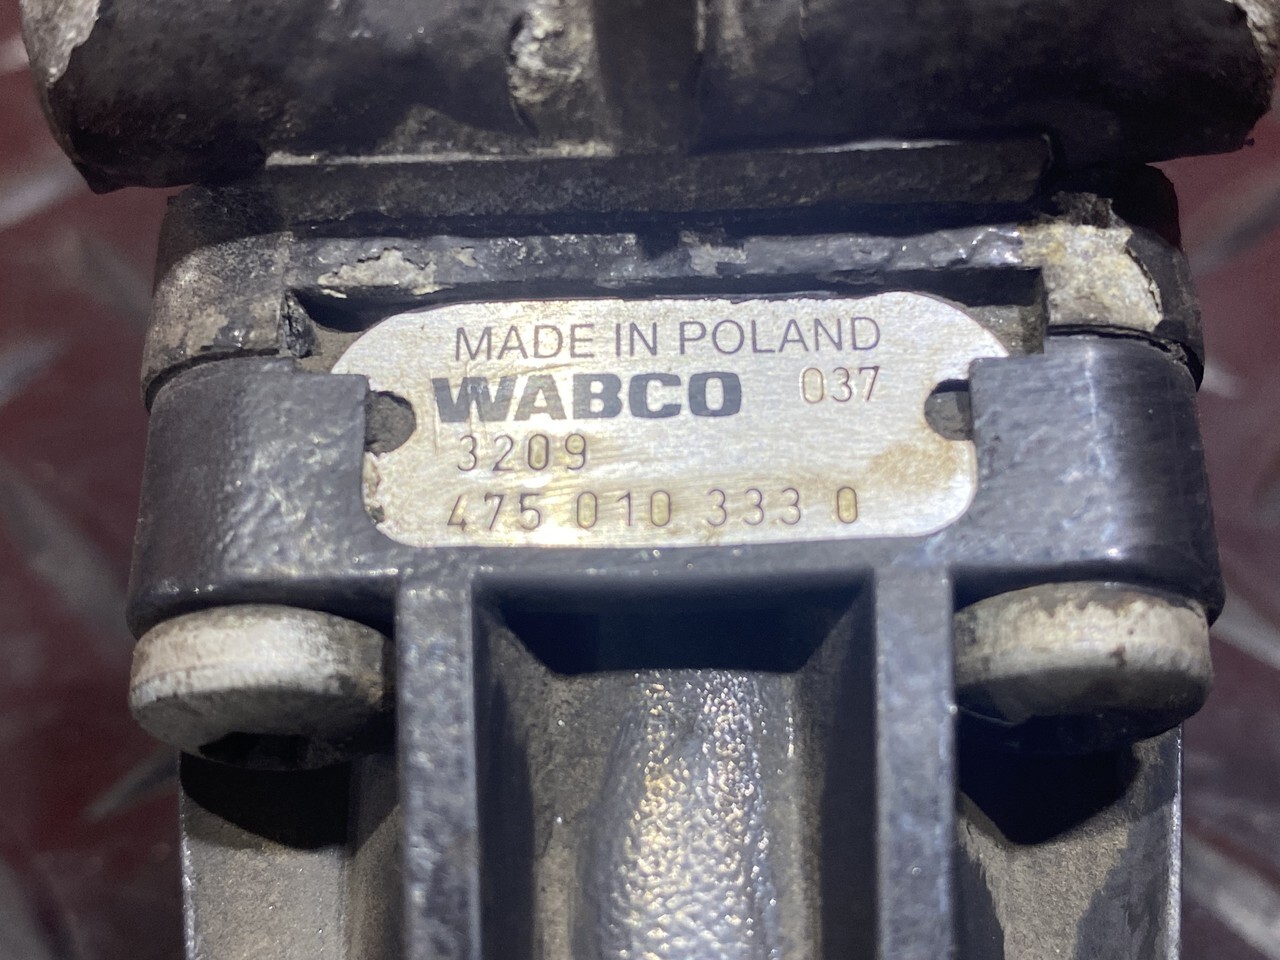 MADE IN POLAND
WABCO 037
3209
475 010 333 0